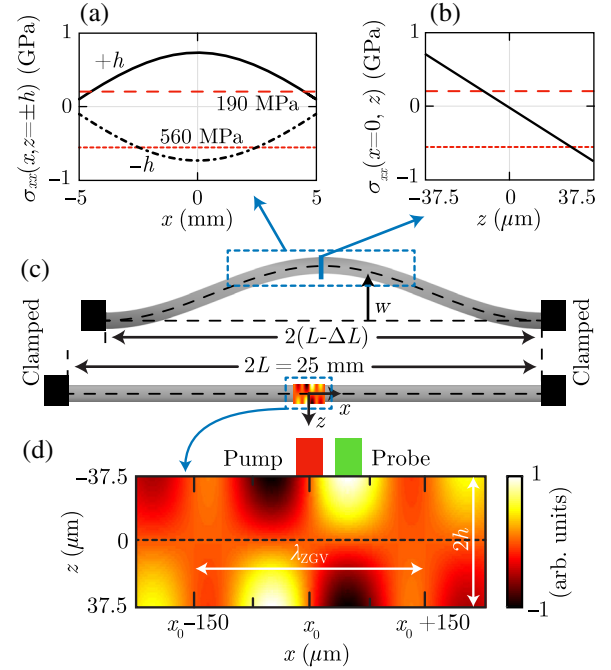 (a)
(b)
σxx(x,z=±h) (GPa)
1
0
−1
+h
190 MPa
560 MPa
−h
−5
0
5
x (mm)
σxx(x=0, z) (GPa)
1
0
−1
−37.5
0
37.5
z (μm)
(c)
Clamped
Clamped
w
2(L-ΔL)
2L = 25 mm
x
z
(d)
Pump
Probe
−37.5
0
37.5
z (μm)
λZGV
2h
x0 −150
x0
x0 +150
x (μm)
1
−1
(arb. units)